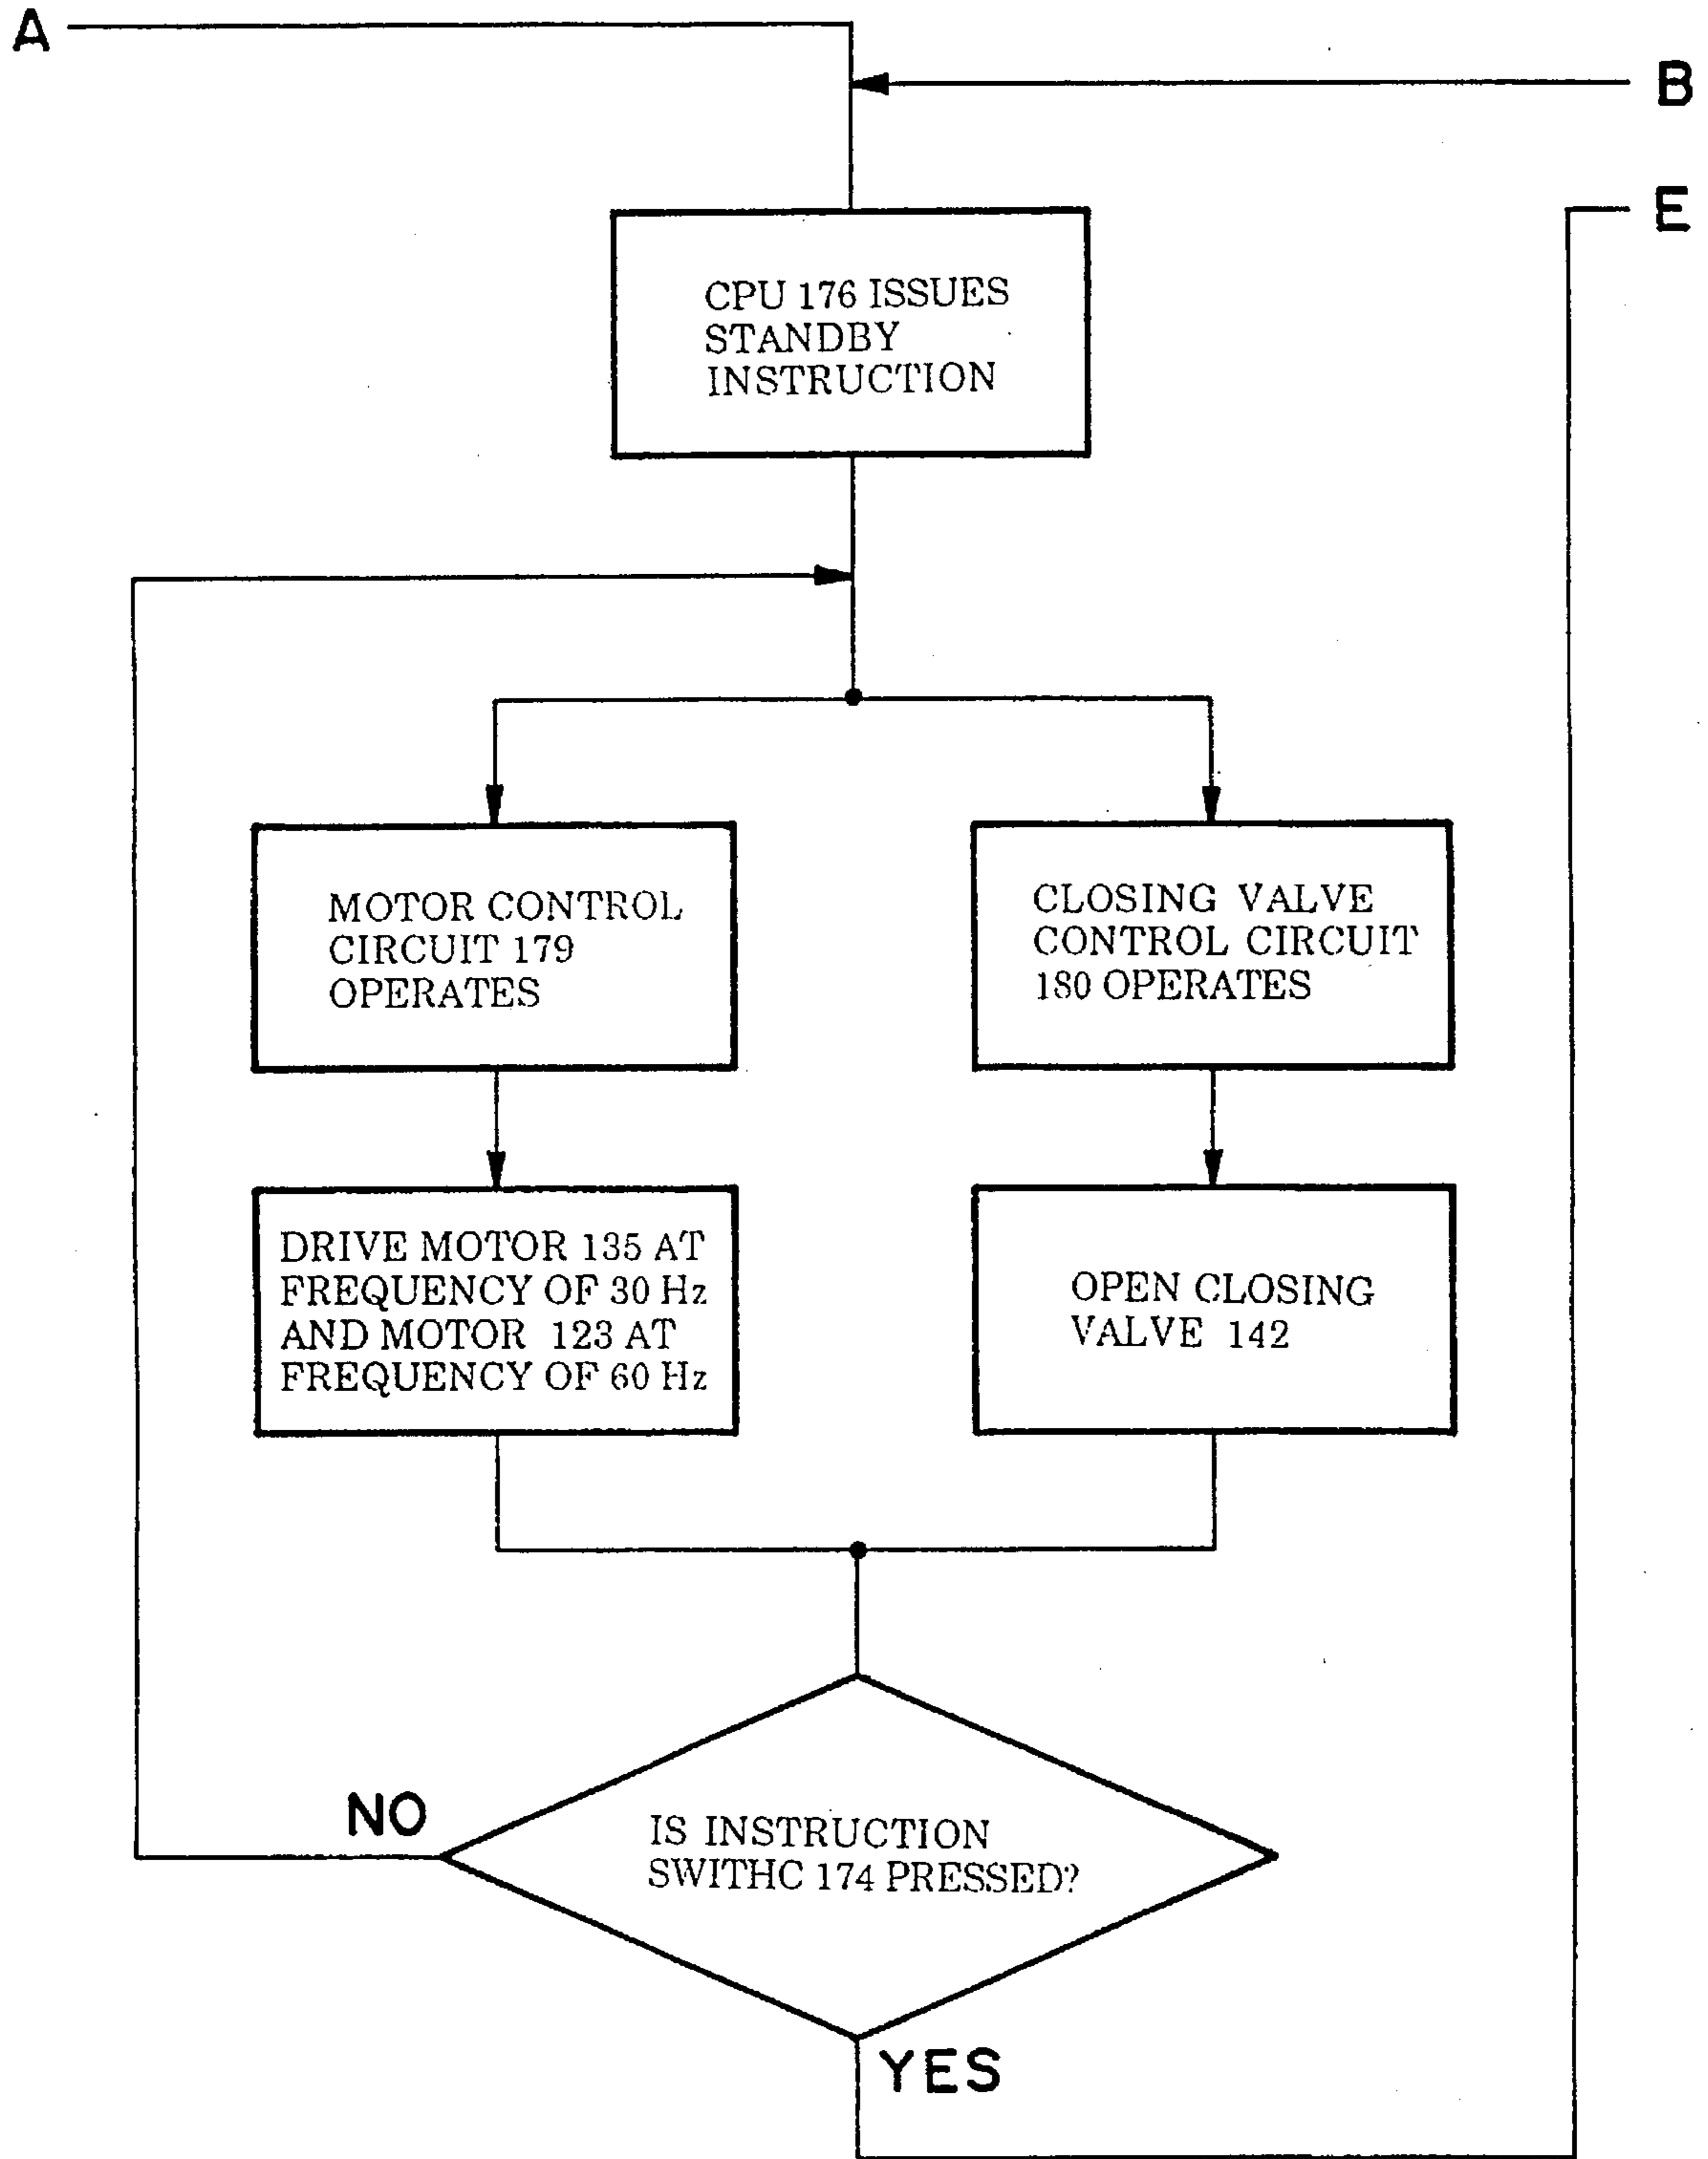 A
B
E
CPU 176 ISSUES
STANDBY
INSTRUCTION
MOTOR CONTROL
CIRCUIT 179
OPERATES
CLOSING VALVE
CONTROL CIRCUIT
180 OPERATES
DRIVE MOTOR 135 AT
FREQUENCY OF 30 Hz
AND MOTOR 123 AT
FREQUENCY OF 60 Hz
OPEN CLOSING
VALVE 142
NO
IS INSTRUCTION
SWITHC 174 PRESSED?
YES